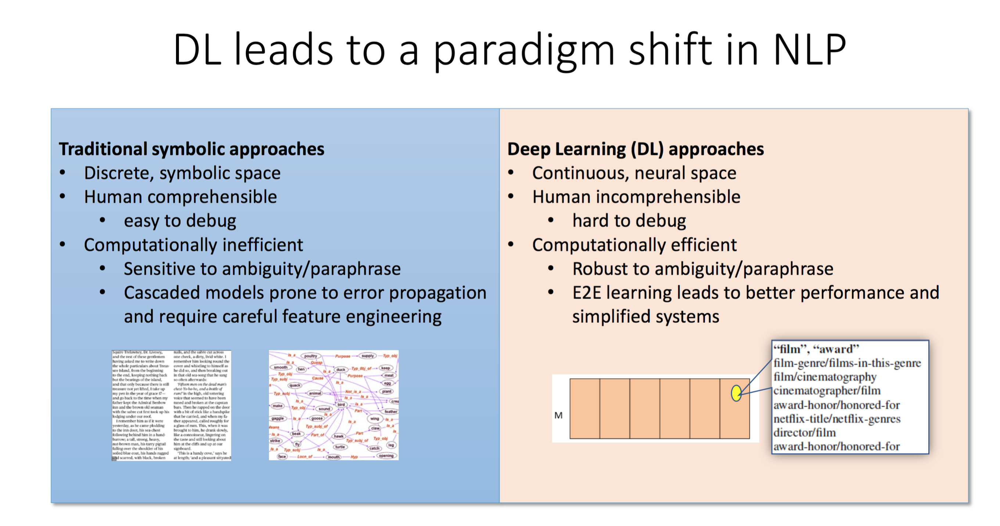 DL leads to a paradigm shift in NLP
Traditional symbolic approaches
• Discrete, symbolic space
• Human comprehensible
• easy to debug
• Computationally inefficient
• Sensitive to ambiguity/paraphrase
• Cascaded models prone to error propagation
and require careful feature engineering
Squire Trelawney, Dr. Livesey,
and the rest of these gentlemen
having asked me to write down
the whole particulars about Treas-
ure Island, from the beginning
to the end, keeping nothing back
but the bearings of the island,
and that only because there is still
treasure not yet lifted, I take up
my pen in the year of grace 17—
and go back to the time when my
father kept the Admiral Benbow
inn and the brown old seaman
with the sabre cut first took up his
lodging under our roof.
I remember him as if it were
yesterday, as he came plodding
to the inn door, his sea-chest
following behind him in a hand-
barrow; a tall, strong, heavy,
nut-brown man, his tarry pigtail
falling over the shoulder of his
soiled blue coat, his hands ragged
scarred, with black, broken
nails, and the sabre cut across
one cheek, a dirty, livid white. I
remember him looking round the
cover and whistling to himself as
he did so, and then breaking out
in that old sea-song that he sang
so often afterwards:
'Fifteen men on the dead man's
chest-Yo-ho-ho, and a bottle of
rum!' in the high, old tottering
voice that seemed to have been
tuned and broken at the capstan
bars. Then he rapped on the door
with a bit of stick like a handspike
that he carried, and when my fa-
ther appeared, called roughly for
a glass of rum. This, when it was
brought to him, he drank slowly,
like a connoisseur, lingering on
the taste and still looking about
him at the cliffs and up at our
signboard.
'This is a handy cove,' says he
at length; 'and a pleasant sittyated
Is_a poultry Purpose supply Typ_obj
Is_a Quesp
smooth hen Is_a duck Typ_Obj_of keep
Typ_obj Purpose meat
Typ_subj Cause
Is_a egg
quack
Typ_subj animal Not_is_a plant
Is_a Is_a Is_a
make Typ_obj sound bird Is_a crea
Part feather
gaggle Is_a goose Is_a wing Is_a
Is_a
Means Typ_subj_of claw Is_a
Is_a beak Part_of hawk Part Is_
strike Typ_subj_of Typ_obj
fly leg
Is_a Typ_subj Is_a turtle catch
face Locn_of mouth Hyp opening
Deep Learning (DL) approaches
• Continuous, neural space
• Human incomprehensible
• hard to debug
• Computationally efficient
• Robust to ambiguity/paraphrase
• E2E learning leads to better performance and
simplified systems
M
“film”, “award”
film-genre/films-in-this-genre
film/cinematography
cinematographer/film
award-honor/honored-for
netflix-title/netflix-genres
director/film
award-honor/honored-for